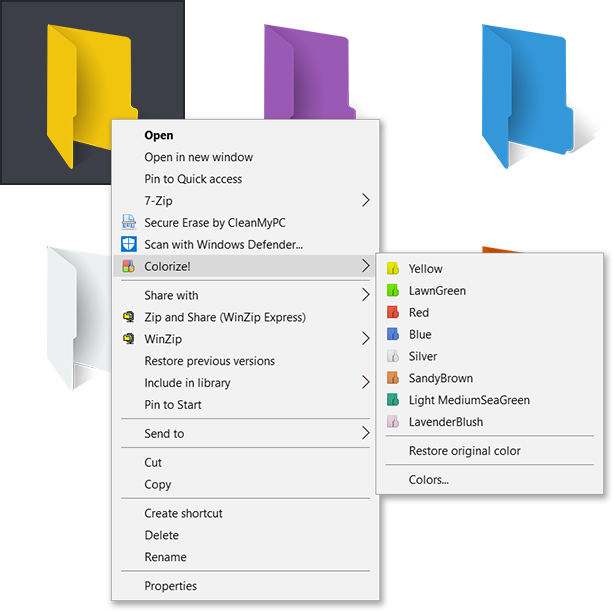 Open
Open in new window
Pin to Quick access
7-Zip
Secure Erase by CleanMyPC
Scan with Windows Defender...
Colorize!
Share with
Zip and Share (WinZip Express)
WinZip
Restore previous versions
Include in library
Pin to Start
Send to
Cut
Copy
Create shortcut
Delete
Rename
Properties
Yellow
LawnGreen
Red
Blue
Silver
SandyBrown
Light MediumSeaGreen
LavenderBlush
Restore original color
Colors...